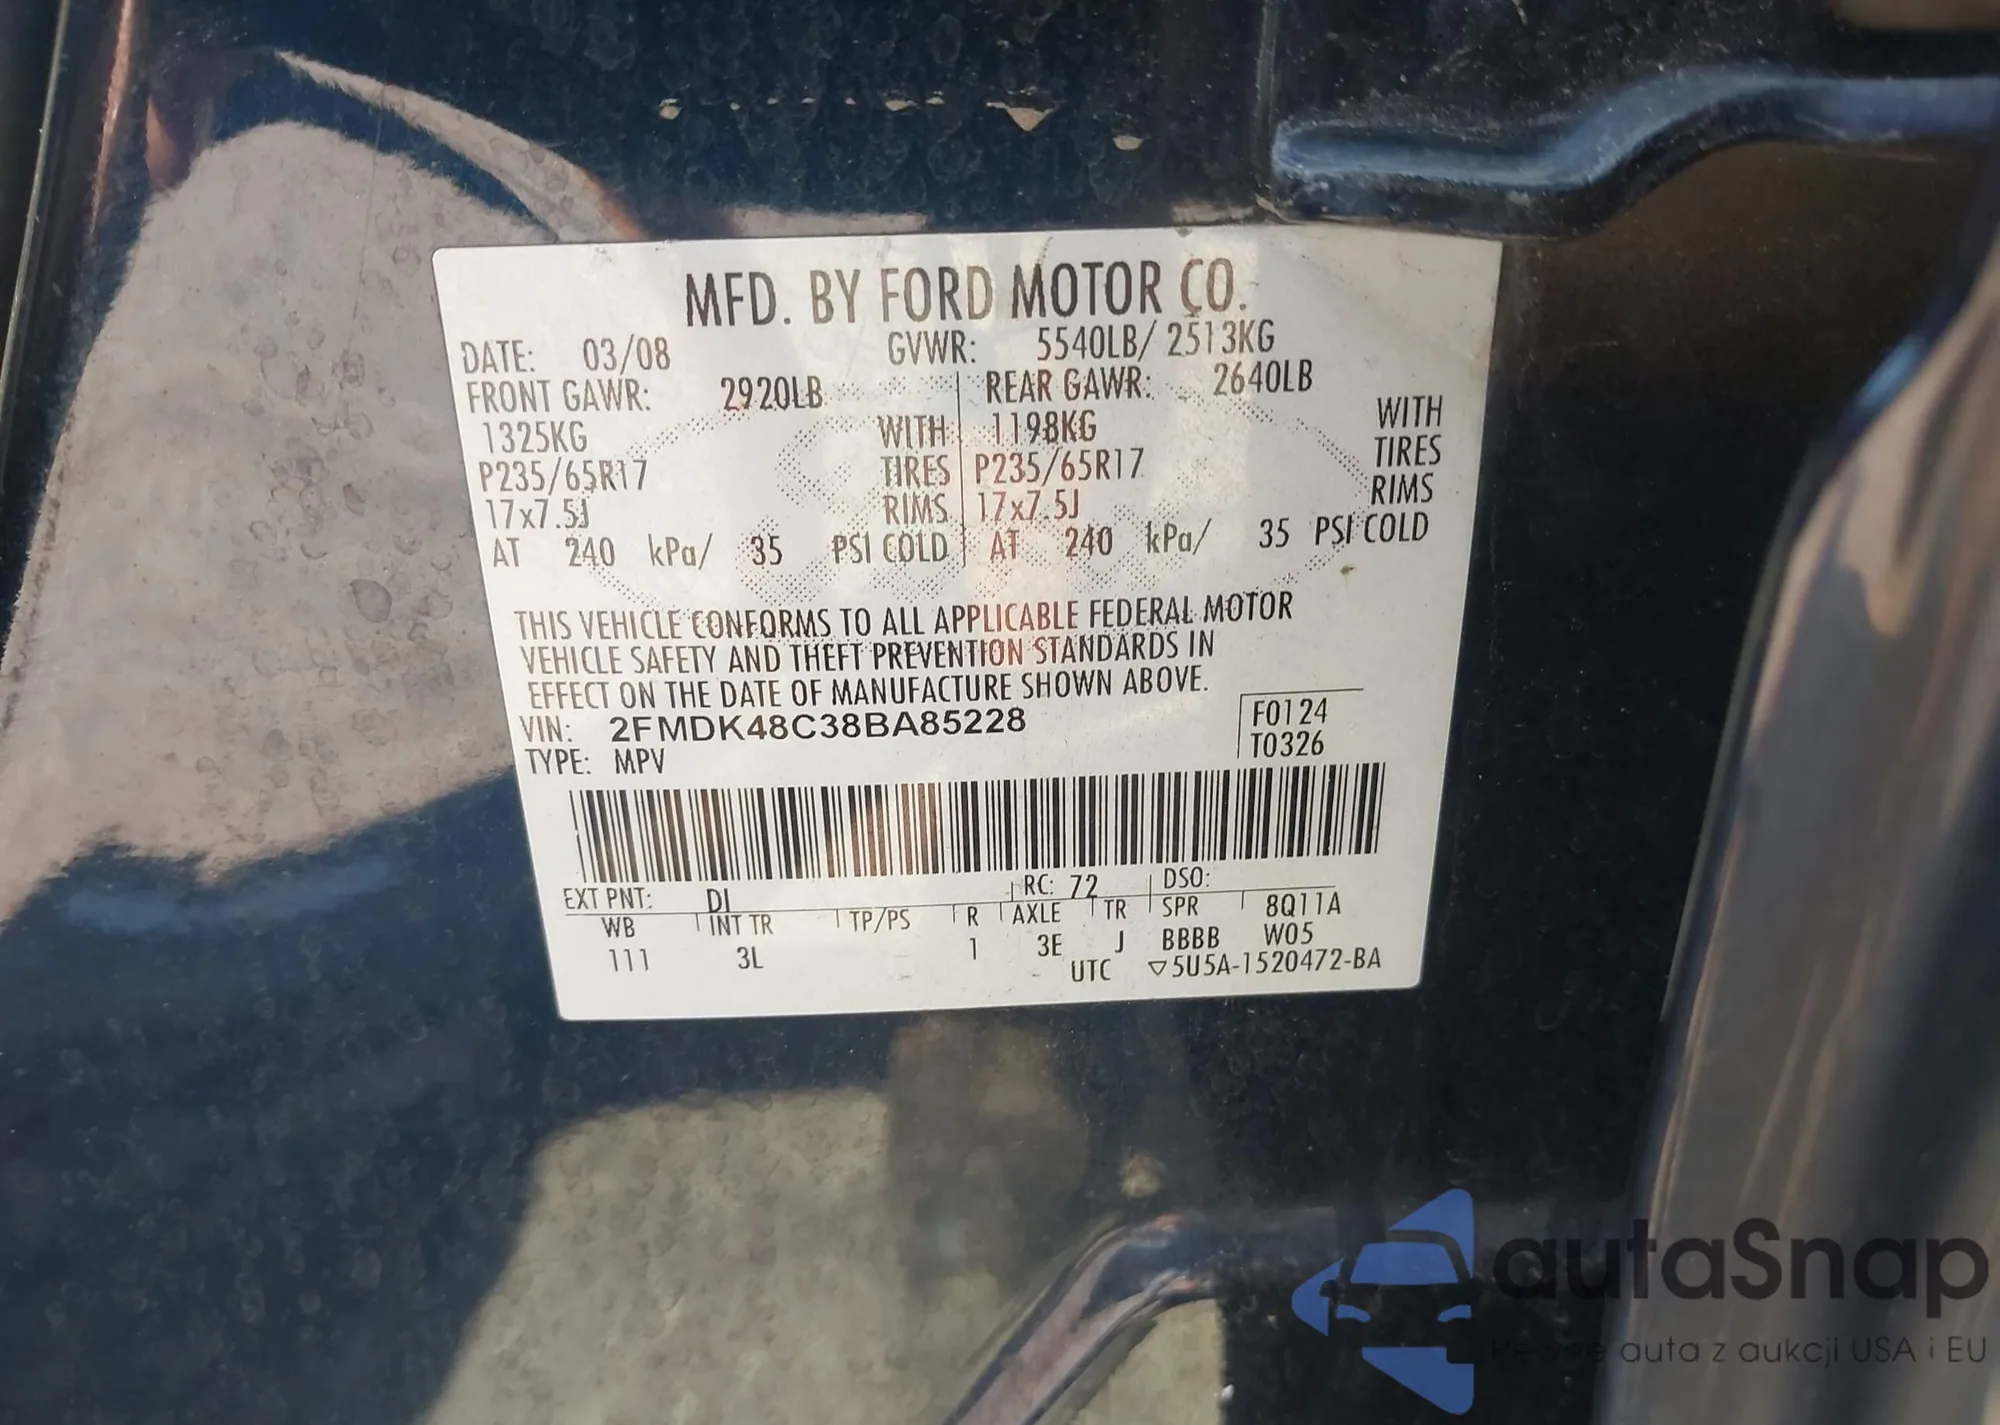 MFD. BY FORD MOTOR CO.
DATE: 03/08 GVWR: 5540LB/ 2513KG
FRONT GAWR: 2920LB REAR GAWR: 2640LB
1325KG WITH 1198KG WITH
P235/65R17 TIRES P235/65R17 TIRES
17x7.5J RIMS 17x7.5J RIMS
AT 240 kPa/ 35 PSI COLD AT 240 kPa/ 35 PSI COLD
THIS VEHICLE CONFORMS TO ALL APPLICABLE FEDERAL MOTOR
VEHICLE SAFETY AND THEFT PREVENTION STANDARDS IN
EFFECT ON THE DATE OF MANUFACTURE SHOWN ABOVE.
VIN: 2FMDK48C38BA85228 F0124
TYPE: MPV T0326
EXT PNT: DI RC: 72 DSO:
WB INT TR TP/PS R AXLE TR SPR 8Q11A
111 3L 1 3E J BBBB W05
UTC ▽5U5A-1520472-BA
autaSnap
Pewne auta z aukcji USA i EU